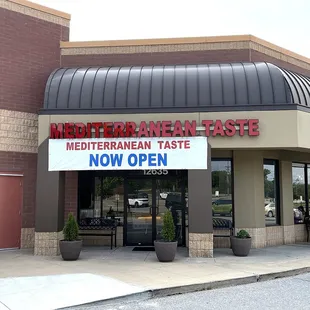 MEDITERRANEAN TASTE
MEDITERRANEAN TASTE
NOW OPEN
12635